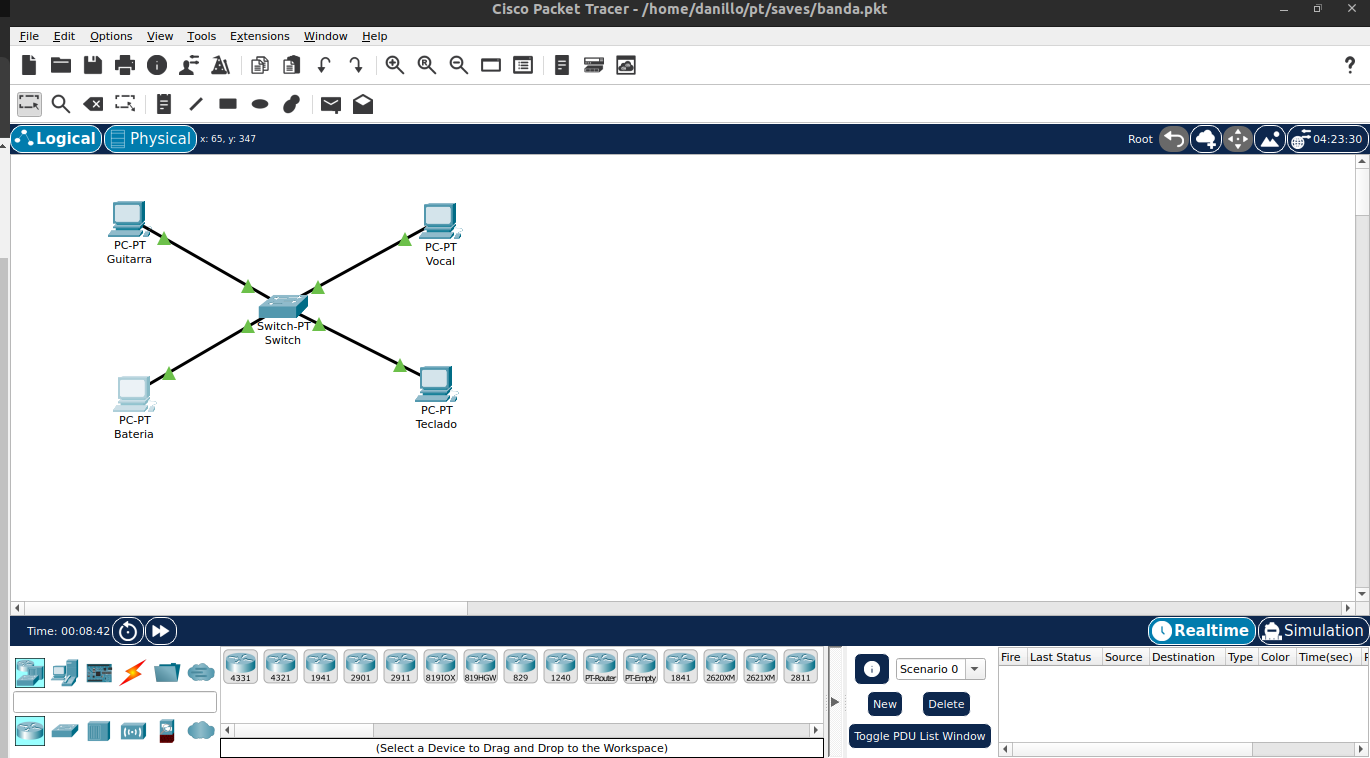 Cisco Packet Tracer - /home/danillo/pt/saves/banda.pkt
File Edit Options View Tools Extensions Window Help
?
Logical Physical x: 65, y: 347 Root 04:23:30
PC-PT
Guitarra
PC-PT
Vocal
Switch-PT
Switch
PC-PT
Bateria
PC-PT
Teclado
Time: 00:08:42 Realtime Simulation
4331 4321 1941 2901 2911 819IOX 819HGW 829 1240 PT-Router PT-Empty 1841 2620XM 2621XM 2811
(Select a Device to Drag and Drop to the Workspace)
Scenario 0
New Delete
Toggle PDU List Window
Fire Last Status Source Destination Type Color Time(sec)